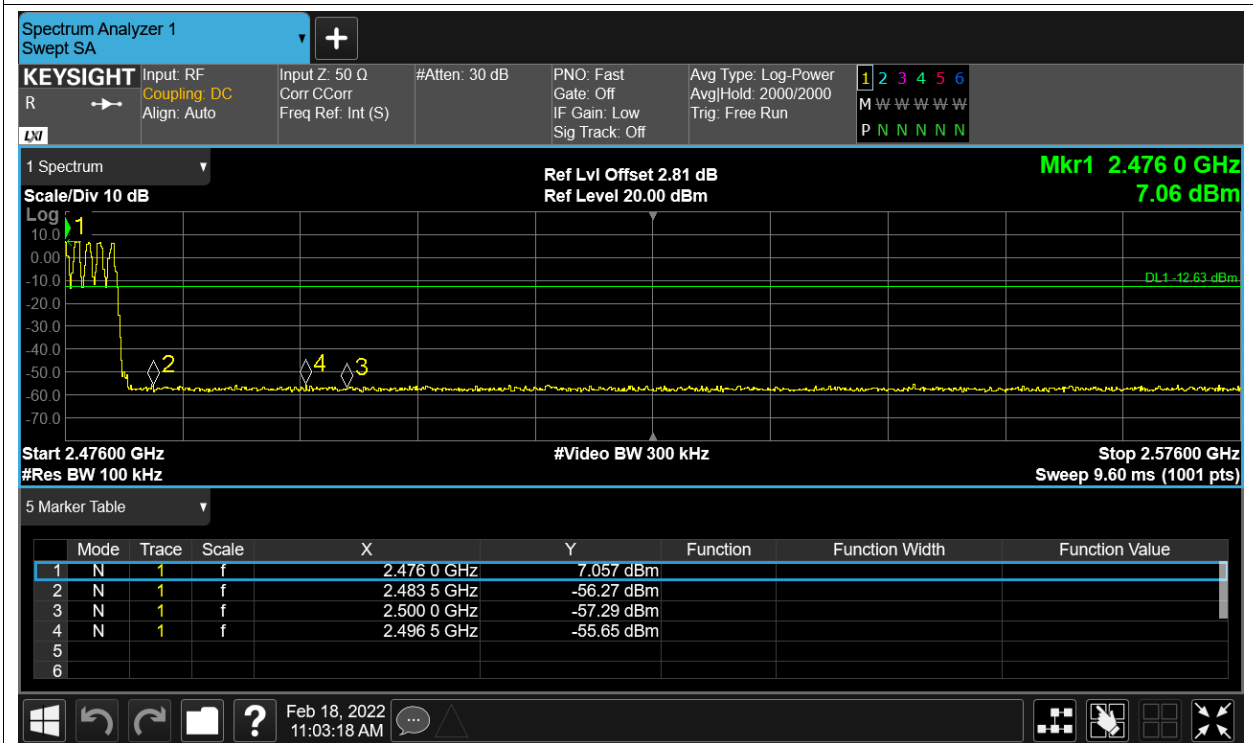 Spectrum Analyzer 1
Swept SA
KEYSIGHT Input: RF Input Z: 50 Ω #Atten: 30 dB PNO: Fast Avg Type: Log-Power 1 2 3 4 5 6
R Coupling: DC Corr CCorr Gate: Off Avg|Hold: 2000/2000 M W W W W W
Align: Auto Freq Ref: Int (S) IF Gain: Low Trig: Free Run
LXI Sig Track: Off P N N N N N
1 Spectrum Ref Lvl Offset 2.81 dB Mkr1 2.476 0 GHz
Scale/Div 10 dB Ref Level 20.00 dBm 7.06 dBm
Log
1
10.0
0.00
-10.0
DL1 -12.63 dBm
-20.0
-30.0
-40.0
2 4 3
-50.0
-60.0
-70.0
Start 2.47600 GHz #Video BW 300 kHz Stop 2.57600 GHz
#Res BW 100 kHz Sweep 9.60 ms (1001 pts)
5 Marker Table
Mode Trace Scale X Y Function Function Width Function Value
1 N 1 f 2.476 0 GHz 7.057 dBm
2 N 1 f 2.483 5 GHz -56.27 dBm
3 N 1 f 2.500 0 GHz -57.29 dBm
4 N 1 f 2.496 5 GHz -55.65 dBm
5
6
? Feb 18, 2022
11:03:18 AM